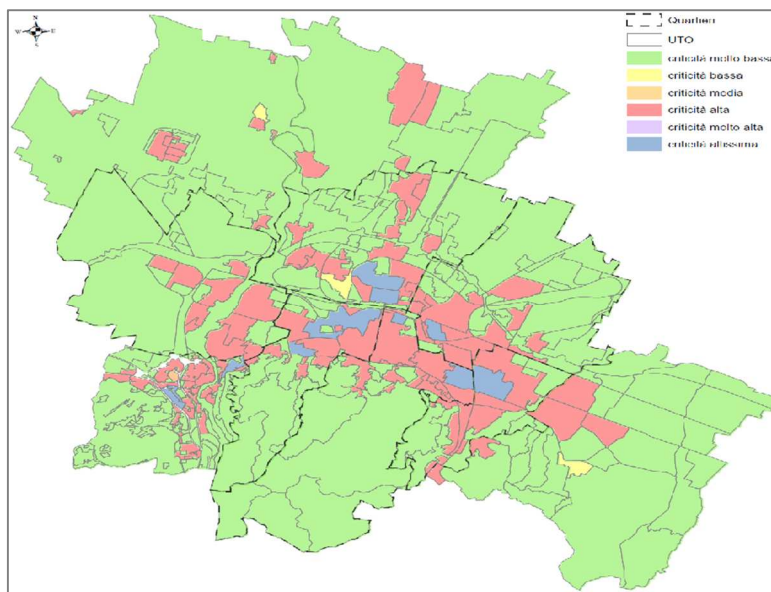 N
W
E
S
Quartieri
UTO
criticità molto bassa
criticità bassa
criticità media
criticità alta
criticità molto alta
criticità altissima